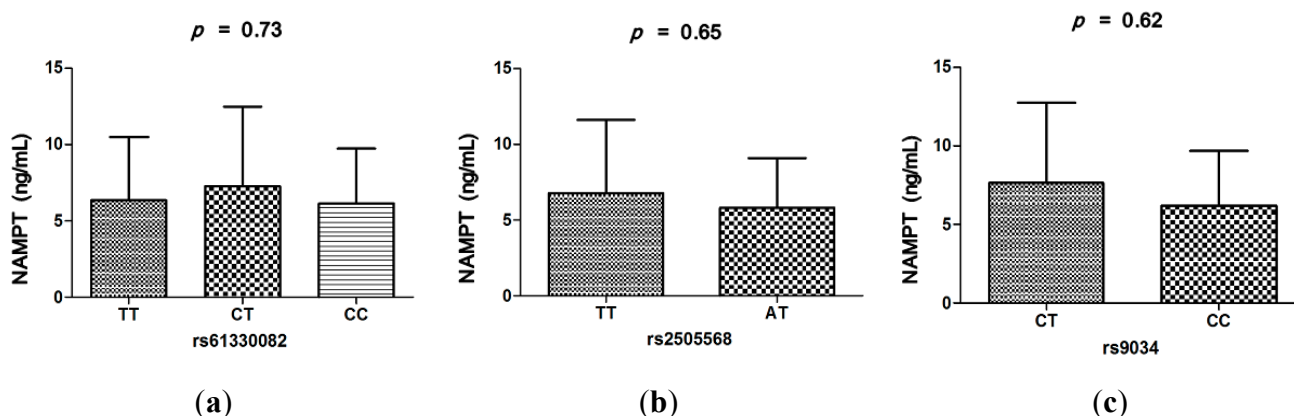 p = 0.73
NAMPT (ng/mL)
15
10
5
0
TT CT CC
rs61330082
(a)
p = 0.65
NAMPT (ng/mL)
15
10
5
0
TT AT
rs2505568
(b)
p = 0.62
NAMPT (ng/mL)
15
10
5
0
CT CC
rs9034
(c)